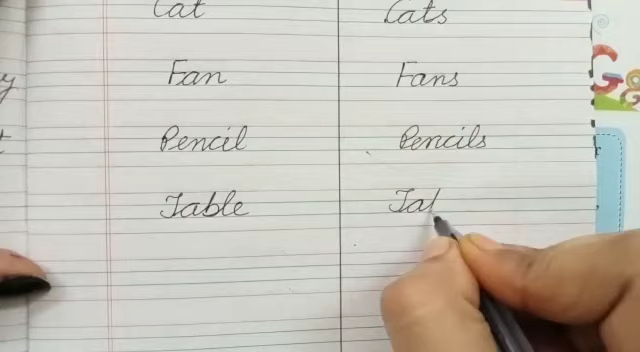 Cat Cats
Fan Fans
Pencil Pencils
Table Tal